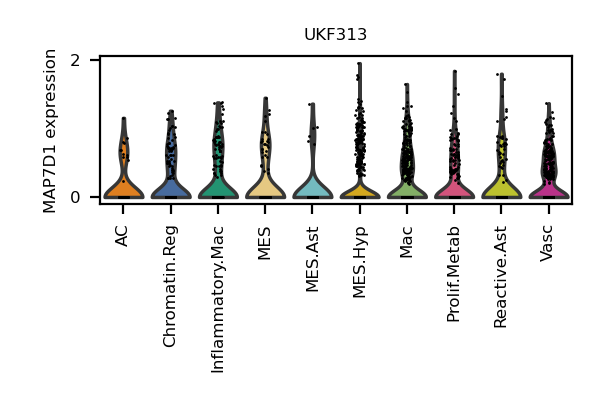 UKF313
MAP7D1 expression
2
0
AC
Chromatin.Reg
Inflammatory.Mac
MES
MES.Ast
MES.Hyp
Mac
Prolif.Metab
Reactive.Ast
Vasc